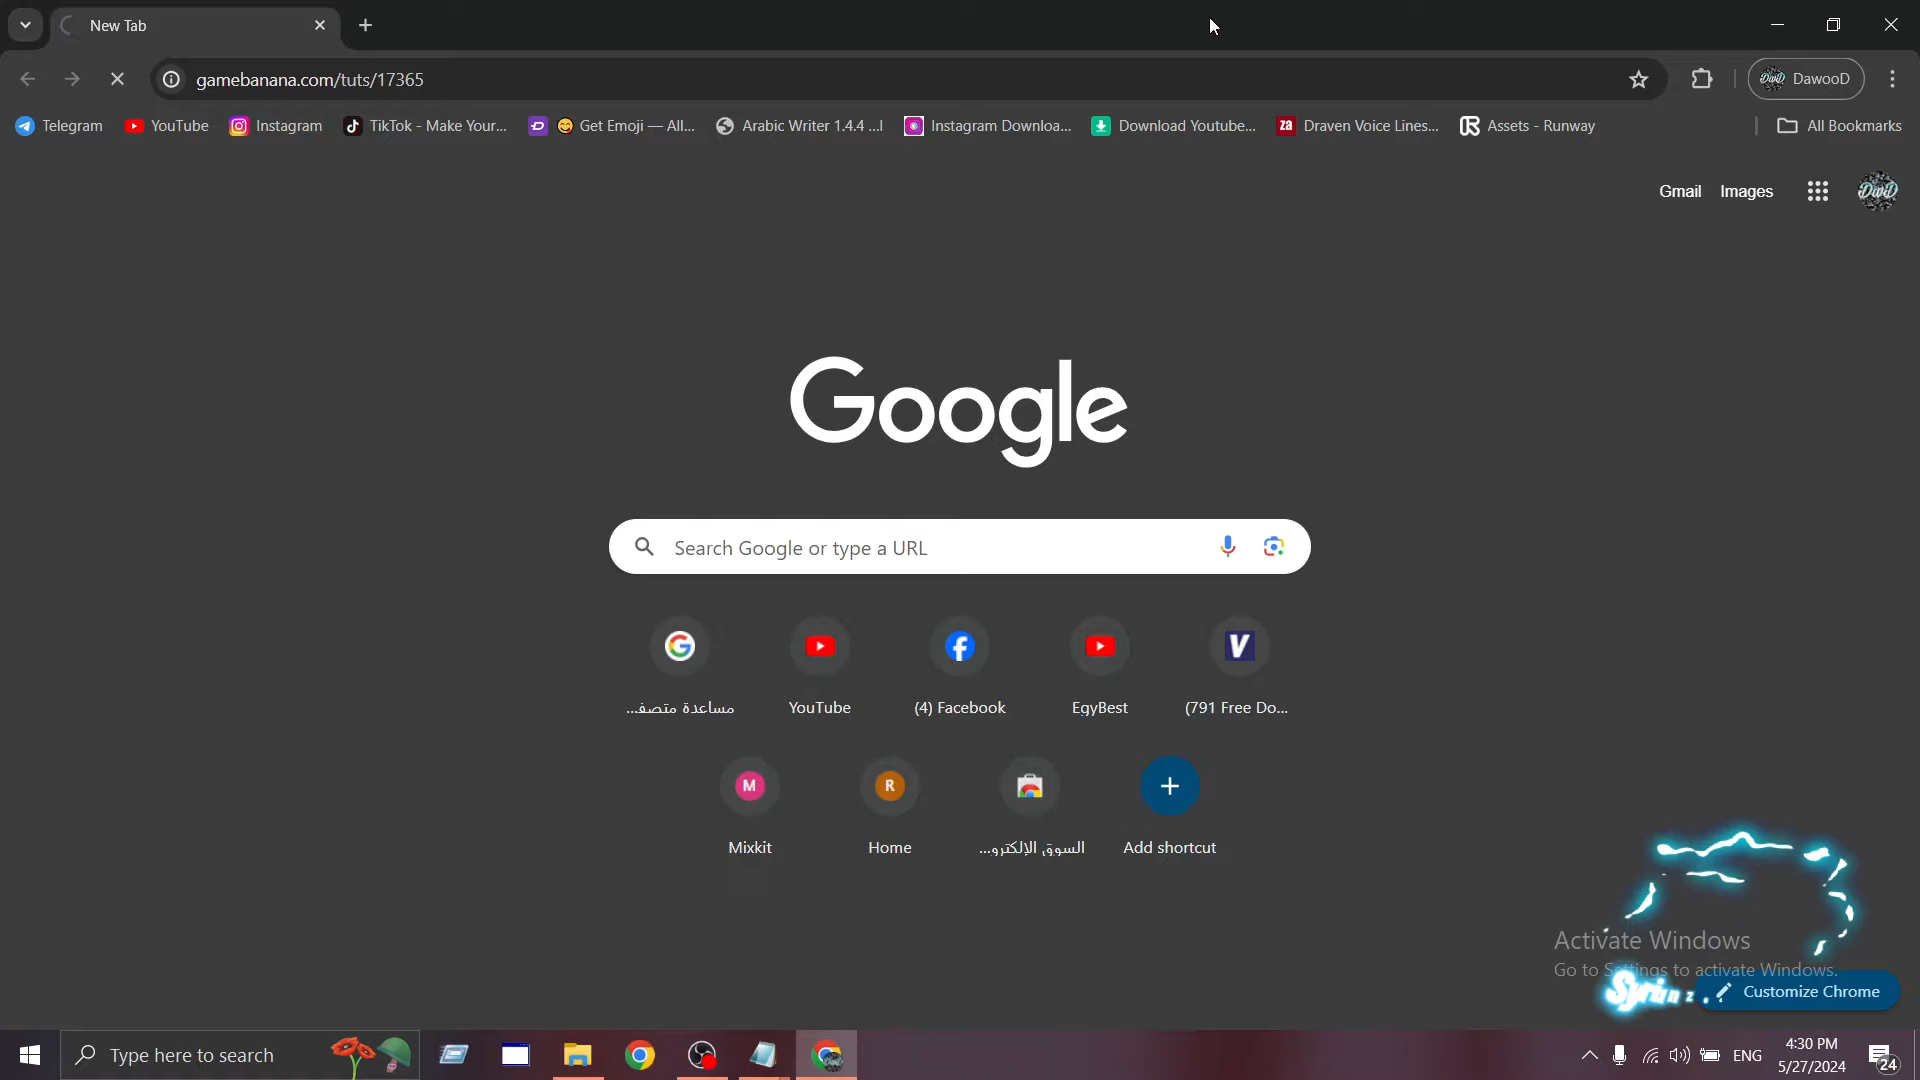 New Tab
gamebanana.com/tuts/17365
DawooD
Telegram
YouTube
Instagram
TikTok - Make Your...
Get Emoji — All...
Arabic Writer 1.4.4 ...l
Instagram Downloa...
Download Youtube...
Draven Voice Lines...
Assets - Runway
All Bookmarks
Gmail
Images
DwD
Google
Search Google or type a URL
مساعدة متصف...
YouTube
(4) Facebook
EgyBest
(791 Free Do...
M
R
Mixkit
Home
السوق الإلكترو...
Add shortcut
Activate Windows
Go to Settings to activate Windows.
Customize Chrome
Type here to search
ENG
4:30 PM
5/27/2024
24